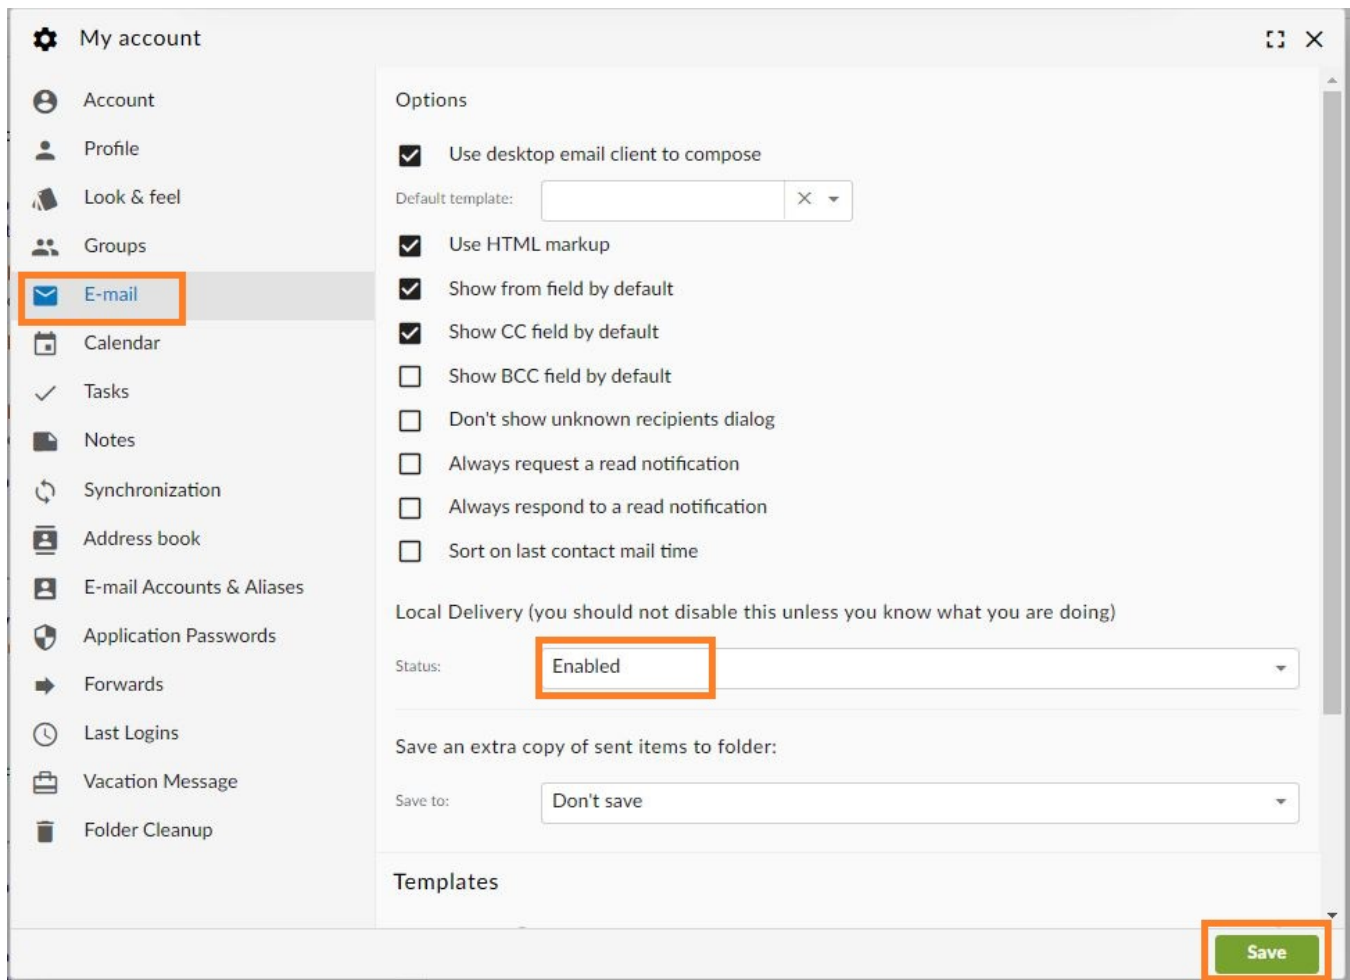 My account
Account
Profile
Look & feel
Groups
E-mail
Calendar
Tasks
Notes
Synchronization
Address book
E-mail Accounts & Aliases
Application Passwords
Forwards
Last Logins
Vacation Message
Folder Cleanup
Options
Use desktop email client to compose
Default template:
Use HTML markup
Show from field by default
Show CC field by default
Show BCC field by default
Don't show unknown recipients dialog
Always request a read notification
Always respond to a read notification
Sort on last contact mail time
Local Delivery (you should not disable this unless you know what you are doing)
Status: Enabled
Save an extra copy of sent items to folder:
Save to: Don't save
Templates
Save